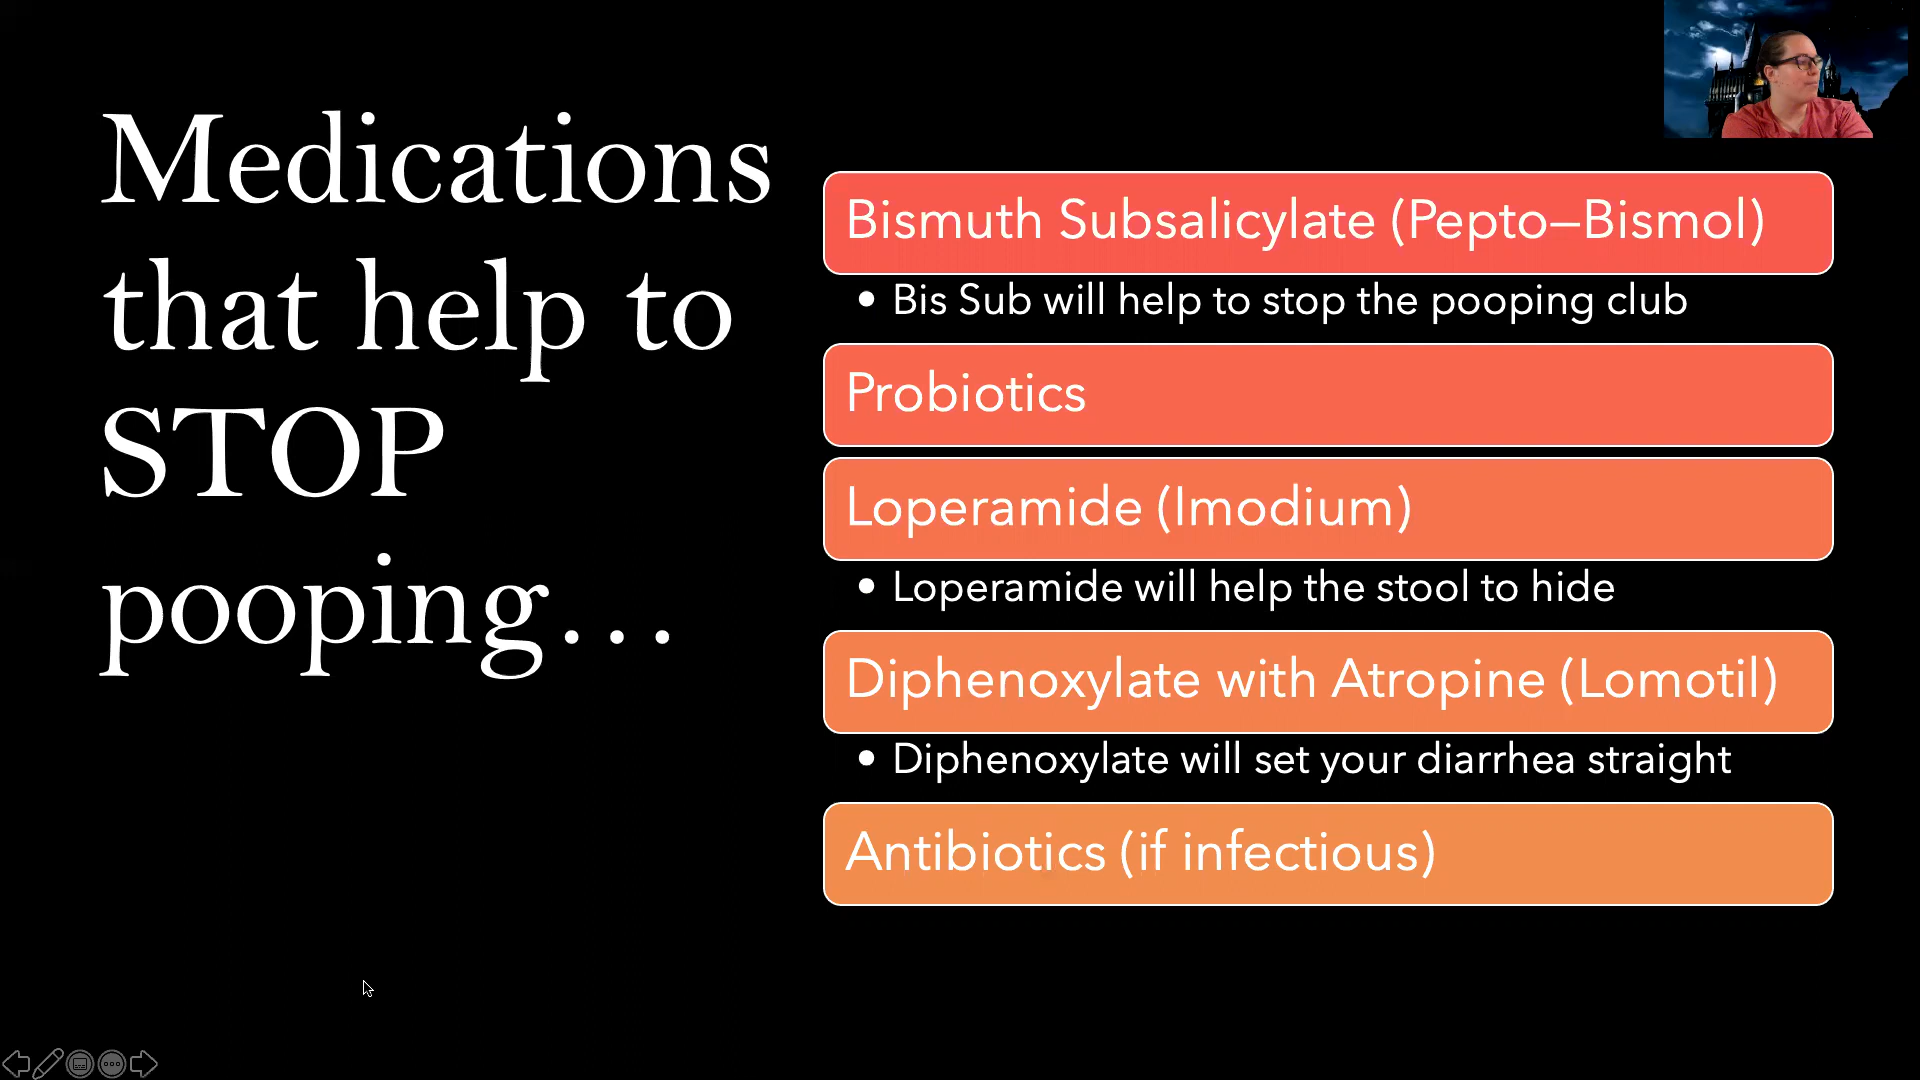 Medications
that help to
STOP
pooping...
Bismuth Subsalicylate (Pepto–Bismol)
• Bis Sub will help to stop the pooping club
Probiotics
Loperamide (Imodium)
• Loperamide will help the stool to hide
Diphenoxylate with Atropine (Lomotil)
• Diphenoxylate will set your diarrhea straight
Antibiotics (if infectious)